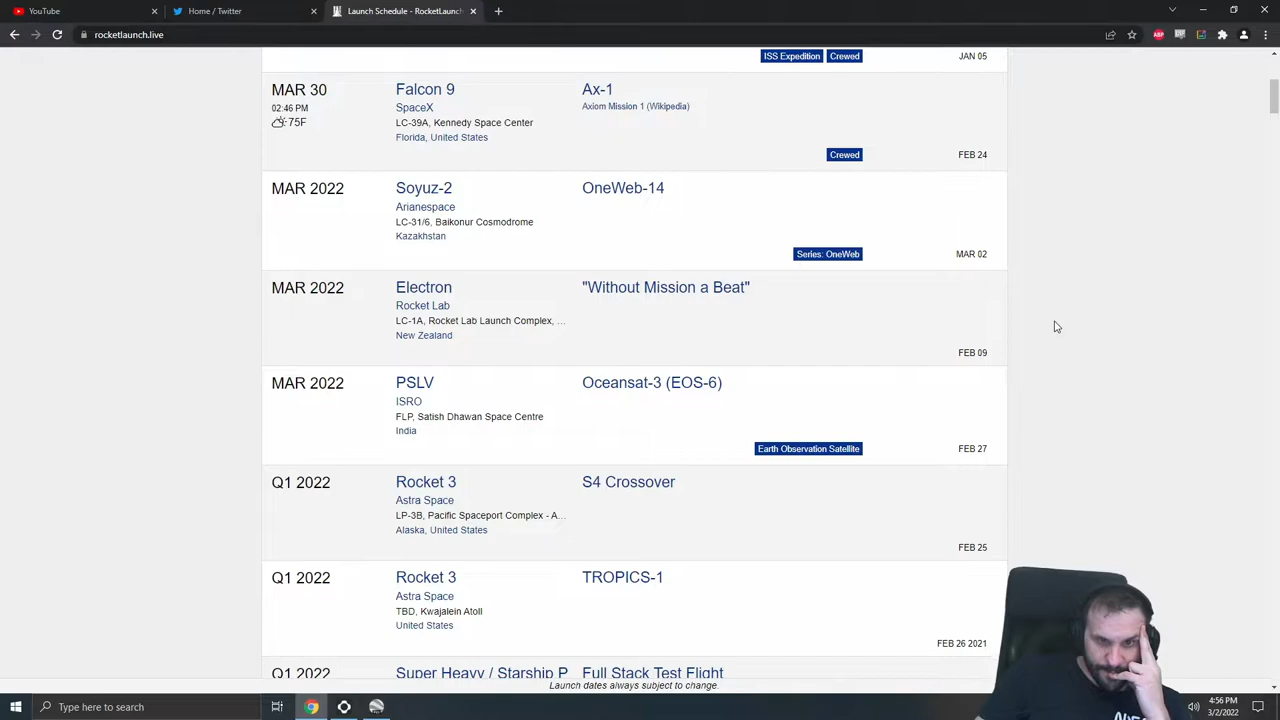 YouTube
Home / Twitter
Launch Schedule - RocketLaunch
rocketlaunch.live
ABP
ISS Expedition Crewed JAN 05
MAR 30 Falcon 9 Ax-1
02:46 PM SpaceX Axiom Mission 1 (Wikipedia)
75F LC-39A, Kennedy Space Center
Florida, United States
Crewed FEB 24
MAR 2022 Soyuz-2 OneWeb-14
Arianespace
LC-31/6, Baikonur Cosmodrome
Kazakhstan
Series: OneWeb MAR 02
MAR 2022 Electron "Without Mission a Beat"
Rocket Lab
LC-1A, Rocket Lab Launch Complex, ...
New Zealand
FEB 09
MAR 2022 PSLV Oceansat-3 (EOS-6)
ISRO
FLP, Satish Dhawan Space Centre
India
Earth Observation Satellite FEB 27
Q1 2022 Rocket 3 S4 Crossover
Astra Space
LP-3B, Pacific Spaceport Complex - A...
Alaska, United States
FEB 25
Q1 2022 Rocket 3 TROPICS-1
Astra Space
TBD, Kwajalein Atoll
United States
FEB 26 2021
Q1 2022 Super Heavy / Starship P Full Stack Test Flight
Launch dates always subject to change.
Type here to search
4:56 PM
3/2/2022